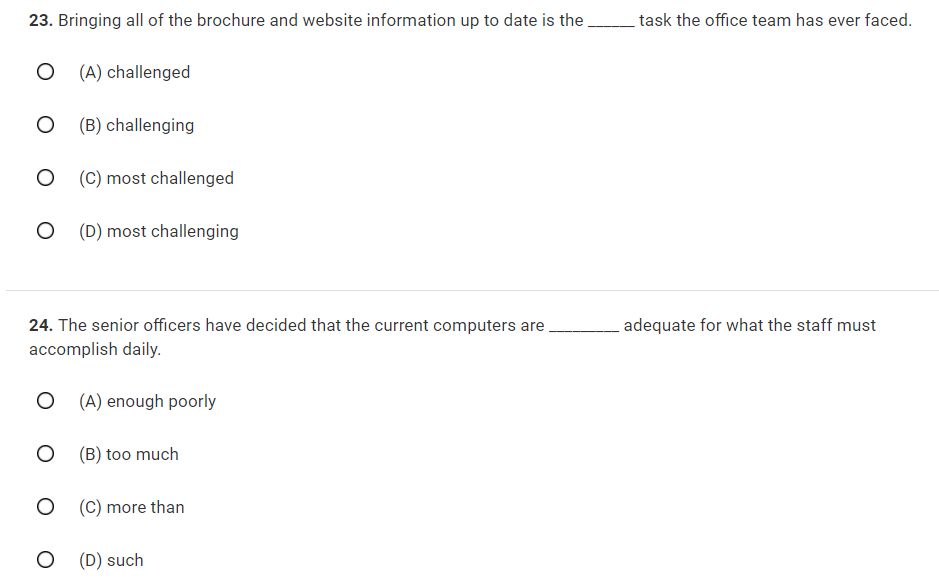 23. Bringing all of the brochure and website information up to date is the ______ task the office team has ever faced.
(A) challenged
(B) challenging
(C) most challenged
(D) most challenging
24. The senior officers have decided that the current computers are _________ adequate for what the staff must
accomplish daily.
(A) enough poorly
(B) too much
(C) more than
(D) such